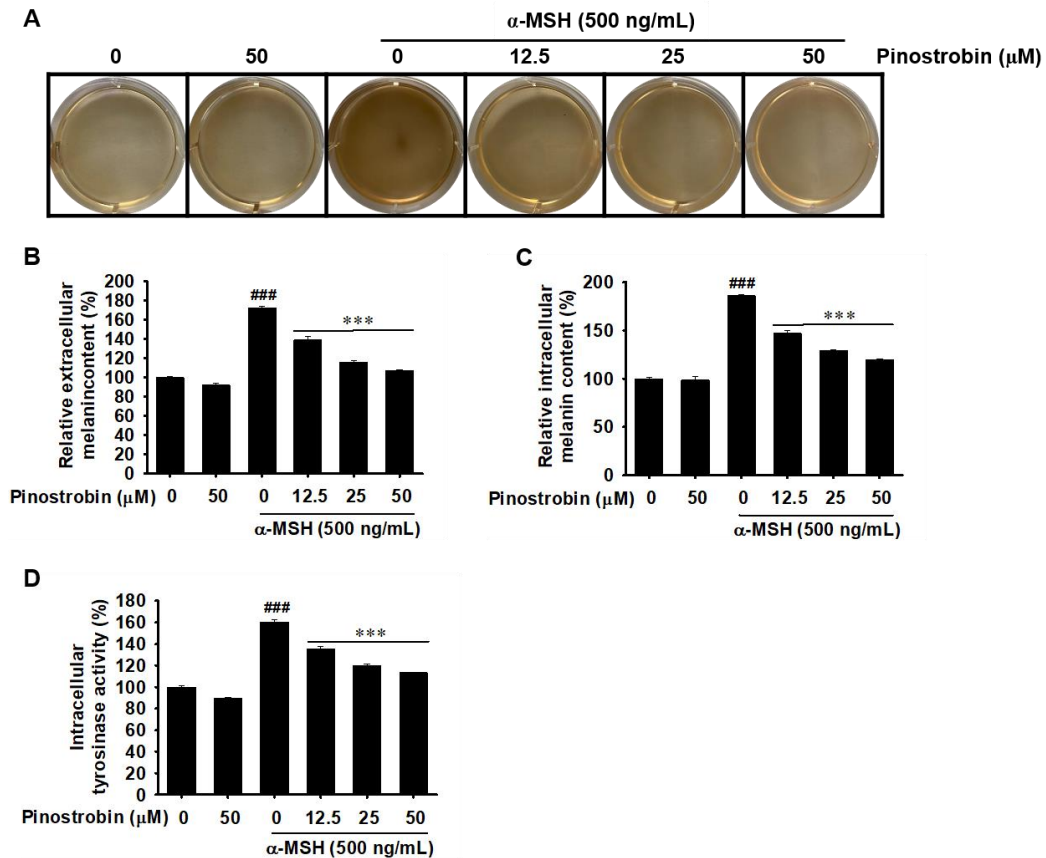 A
α-MSH (500 ng/mL)
0 50 0 12.5 25 50 Pinostrobin (μM)
B
Relative extracellular
melanincontent (%)
200
180
160
140
120
100
80
60
40
20
0
###
***
Pinostrobin (μM) 0 50 0 12.5 25 50
α-MSH (500 ng/mL)
C
Relative intracellular
melanin content (%)
200
150
100
50
0
###
***
Pinostrobin (μM) 0 50 0 12.5 25 50
α-MSH (500 ng/mL)
D
Intracellular
tyrosinase activity (%)
180
160
140
120
100
80
60
40
20
0
###
***
Pinostrobin (μM) 0 50 0 12.5 25 50
α-MSH (500 ng/mL)